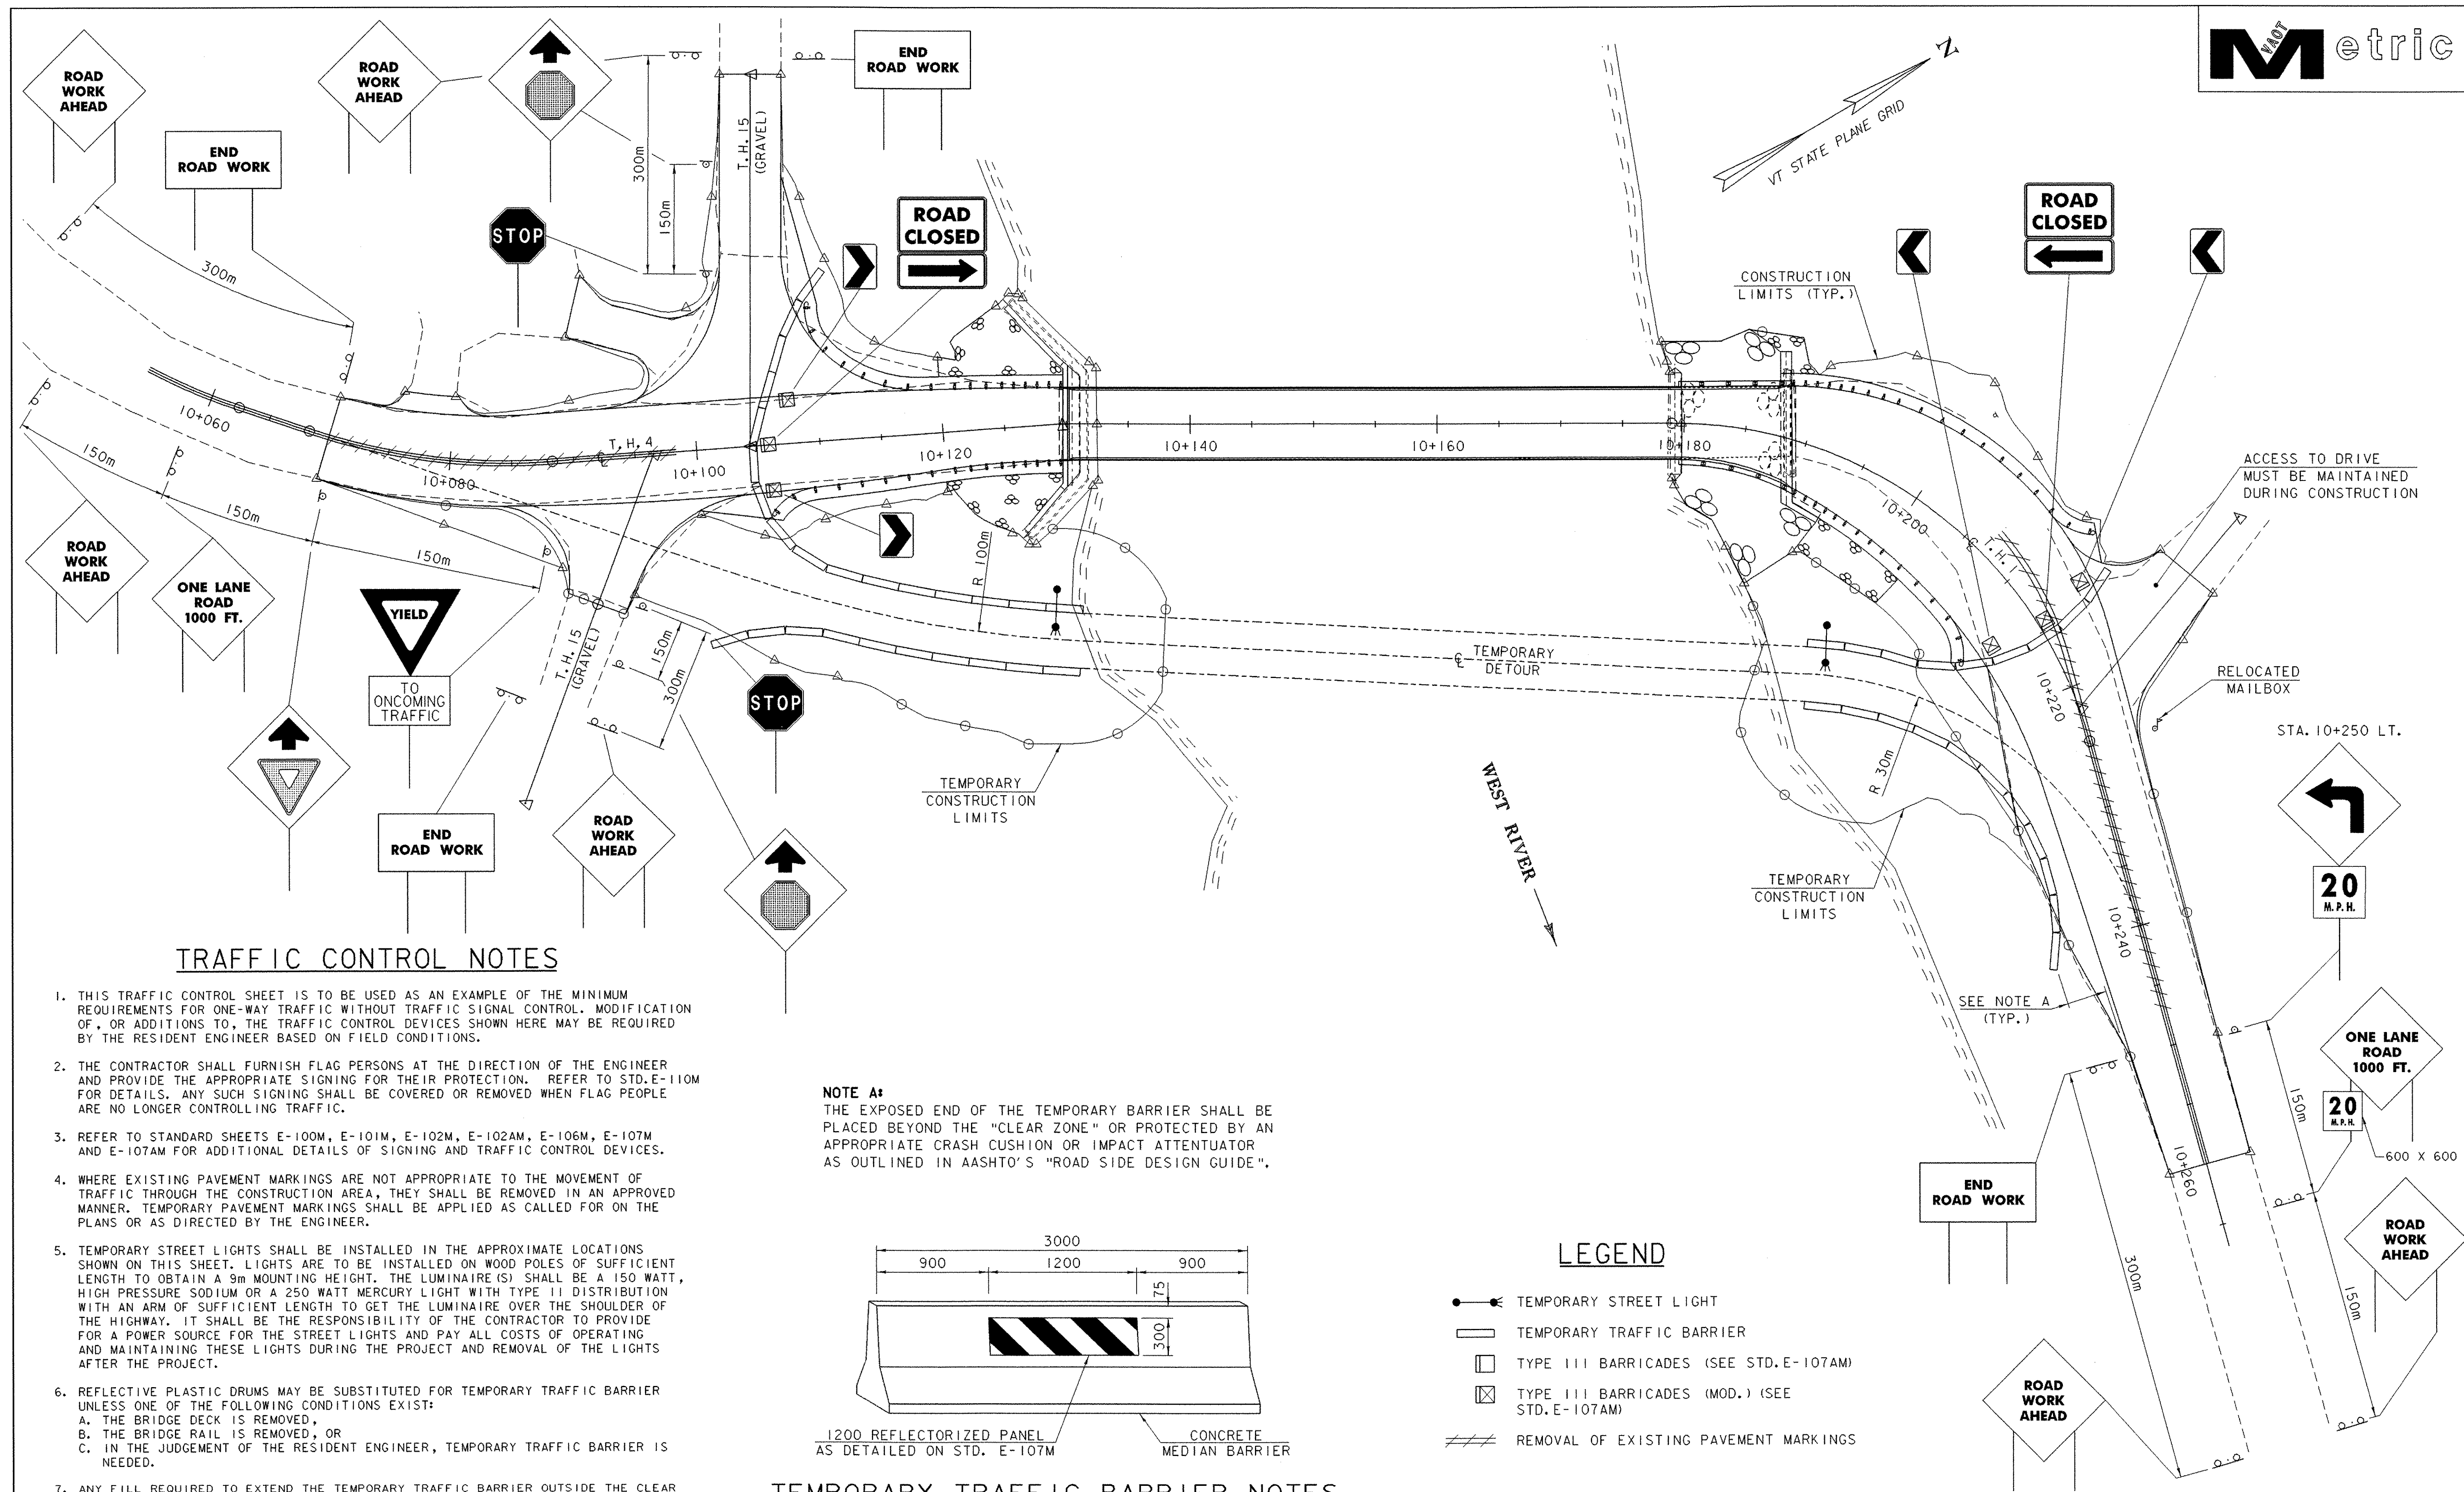 VAOT
Metric
ROAD
WORK
AHEAD
END
ROAD WORK
ROAD
WORK
AHEAD
END
ROAD WORK
N
VT STATE PLANE GRID
300m
300m
150m
T.H. 15
(GRAVEL)
STOP
ROAD
CLOSED
CONSTRUCTION
LIMITS (TYP.)
ROAD
CLOSED
10+060
10+080
T.H. 4
10+100
10+120
10+140
10+160
10+180
10+200
℄ T.H. 1
10+220
10+240
10+260
ACCESS TO DRIVE
MUST BE MAINTAINED
DURING CONSTRUCTION
150m
150m
150m
ROAD
WORK
AHEAD
ONE LANE
ROAD
1000 FT.
YIELD
TO
ONCOMING
TRAFFIC
T.H. 15
(GRAVEL)
150m
300m
STOP
R 100m
℄ TEMPORARY
DETOUR
RELOCATED
MAILBOX
STA. 10+250 LT.
20
M.P.H.
R 30m
WEST RIVER
TEMPORARY
CONSTRUCTION
LIMITS
TEMPORARY
CONSTRUCTION
LIMITS
END
ROAD WORK
ROAD
WORK
AHEAD
SEE NOTE A
(TYP.)
ONE LANE
ROAD
1000 FT.
20
M.P.H.
600 X 600
150m
150m
300m
END
ROAD WORK
ROAD
WORK
AHEAD
ROAD
WORK
AHEAD
TRAFFIC CONTROL NOTES
1. THIS TRAFFIC CONTROL SHEET IS TO BE USED AS AN EXAMPLE OF THE MINIMUM
REQUIREMENTS FOR ONE-WAY TRAFFIC WITHOUT TRAFFIC SIGNAL CONTROL. MODIFICATION
OF, OR ADDITIONS TO, THE TRAFFIC CONTROL DEVICES SHOWN HERE MAY BE REQUIRED
BY THE RESIDENT ENGINEER BASED ON FIELD CONDITIONS.
2. THE CONTRACTOR SHALL FURNISH FLAG PERSONS AT THE DIRECTION OF THE ENGINEER
AND PROVIDE THE APPROPRIATE SIGNING FOR THEIR PROTECTION. REFER TO STD. E-110M
FOR DETAILS. ANY SUCH SIGNING SHALL BE COVERED OR REMOVED WHEN FLAG PEOPLE
ARE NO LONGER CONTROLLING TRAFFIC.
3. REFER TO STANDARD SHEETS E-100M, E-101M, E-102M, E-102AM, E-106M, E-107M
AND E-107AM FOR ADDITIONAL DETAILS OF SIGNING AND TRAFFIC CONTROL DEVICES.
4. WHERE EXISTING PAVEMENT MARKINGS ARE NOT APPROPRIATE TO THE MOVEMENT OF
TRAFFIC THROUGH THE CONSTRUCTION AREA, THEY SHALL BE REMOVED IN AN APPROVED
MANNER. TEMPORARY PAVEMENT MARKINGS SHALL BE APPLIED AS CALLED FOR ON THE
PLANS OR AS DIRECTED BY THE ENGINEER.
5. TEMPORARY STREET LIGHTS SHALL BE INSTALLED IN THE APPROXIMATE LOCATIONS
SHOWN ON THIS SHEET. LIGHTS ARE TO BE INSTALLED ON WOOD POLES OF SUFFICIENT
LENGTH TO OBTAIN A 9m MOUNTING HEIGHT. THE LUMINAIRE(S) SHALL BE A 150 WATT,
HIGH PRESSURE SODIUM OR A 250 WATT MERCURY LIGHT WITH TYPE II DISTRIBUTION
WITH AN ARM OF SUFFICIENT LENGTH TO GET THE LUMINAIRE OVER THE SHOULDER OF
THE HIGHWAY. IT SHALL BE THE RESPONSIBILITY OF THE CONTRACTOR TO PROVIDE
FOR A POWER SOURCE FOR THE STREET LIGHTS AND PAY ALL COSTS OF OPERATING
AND MAINTAINING THESE LIGHTS DURING THE PROJECT AND REMOVAL OF THE LIGHTS
AFTER THE PROJECT.
6. REFLECTIVE PLASTIC DRUMS MAY BE SUBSTITUTED FOR TEMPORARY TRAFFIC BARRIER
UNLESS ONE OF THE FOLLOWING CONDITIONS EXIST:
A. THE BRIDGE DECK IS REMOVED,
B. THE BRIDGE RAIL IS REMOVED, OR
C. IN THE JUDGEMENT OF THE RESIDENT ENGINEER, TEMPORARY TRAFFIC BARRIER IS
NEEDED.
7. ANY FILL REQUIRED TO EXTEND THE TEMPORARY TRAFFIC BARRIER OUTSIDE THE CLEAR
NOTE A:
THE EXPOSED END OF THE TEMPORARY BARRIER SHALL BE
PLACED BEYOND THE "CLEAR ZONE" OR PROTECTED BY AN
APPROPRIATE CRASH CUSHION OR IMPACT ATTENTUATOR
AS OUTLINED IN AASHTO'S "ROAD SIDE DESIGN GUIDE".
3000
900
1200
900
75
300
1200 REFLECTORIZED PANEL
AS DETAILED ON STD. E-107M
CONCRETE
MEDIAN BARRIER
TEMPORARY TRAFFIC BARRIER NOTES
LEGEND
TEMPORARY STREET LIGHT
TEMPORARY TRAFFIC BARRIER
TYPE III BARRICADES (SEE STD. E-107AM)
TYPE III BARRICADES (MOD.) (SEE
STD. E-107AM)
REMOVAL OF EXISTING PAVEMENT MARKINGS